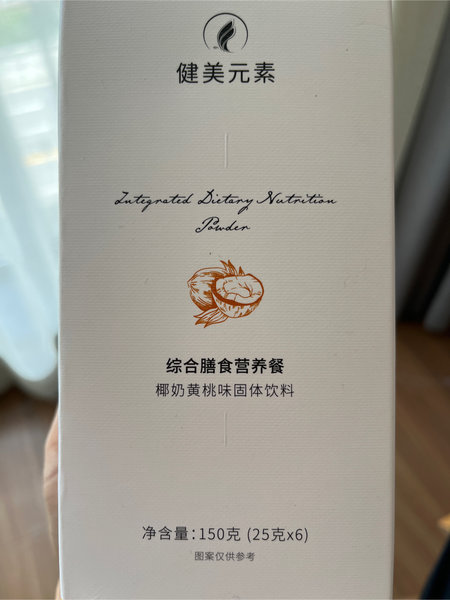 健美元素
Integrated Dietary Nutrition
Powder
综合膳食营养餐
椰奶黄桃味固体饮料
净含量：150克 (25克x6)
图案仅供参考